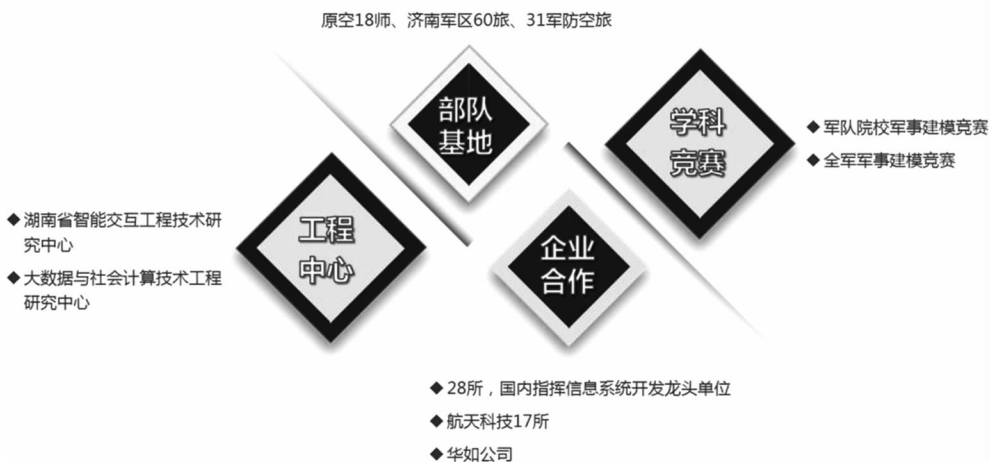 原空18师、济南军区60旅、31军防空旅
部队
基地
学科
竞赛
◆ 军队院校军事建模竞赛
◆ 全军军事建模竞赛
◆ 湖南省智能交互工程技术研
究中心
◆ 大数据与社会计算技术工程
研究中心
工程
中心
企业
合作
◆ 28所，国内指挥信息系统开发龙头单位
◆ 航天科技17所
◆ 华如公司